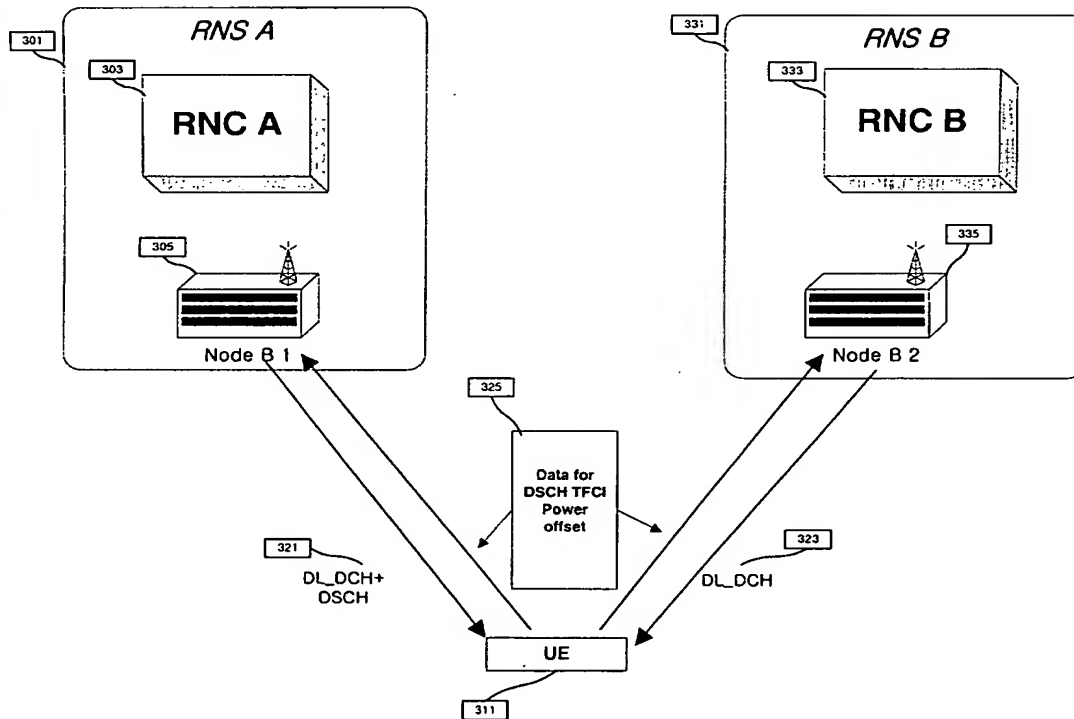 301
RNS A
303
RNC A
305
Node B 1
331
RNS B
333
RNC B
335
Node B 2
325
Data for
DSCH TFCI
Power
offset
321
DL_DCH+
DSCH
323
DL_DCH
UE
311